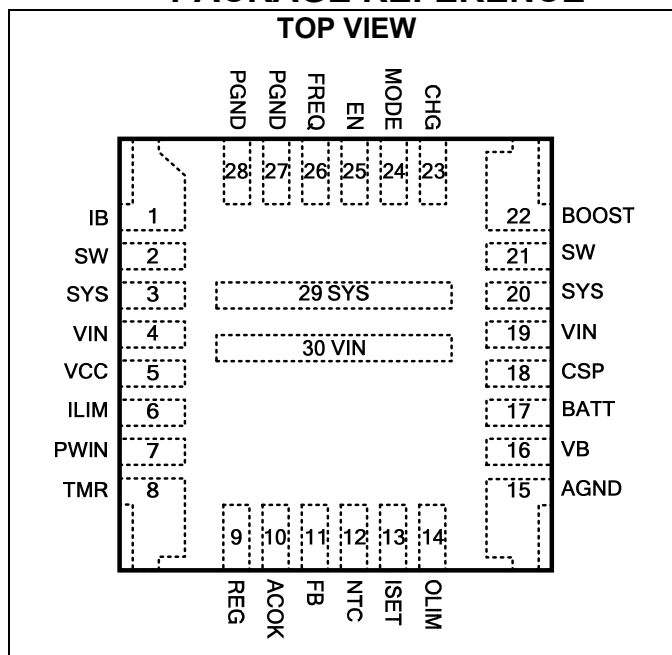 PACKAGE REFERENCE
TOP VIEW
PGND PGND FREQ EN MODE CHG
28 27 26 25 24 23
IB 1 22 BOOST
SW 2 21 SW
SYS 3 29 SYS 20 SYS
VIN 4 30 VIN 19 VIN
VCC 5 18 CSP
ILIM 6 17 BATT
PWIN 7 16 VB
TMR 8 15 AGND
9 10 11 12 13 14
REG ACOK FB NTC ISET OLIM